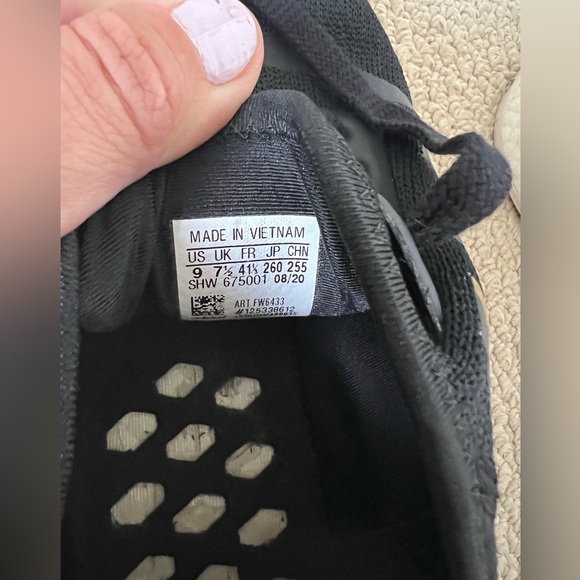 MADE IN VIETNAM
US UK FR JP CHN
9 7½ 41⅓ 260 255
SHW 675001 08/20
ART FW6433
#125338612